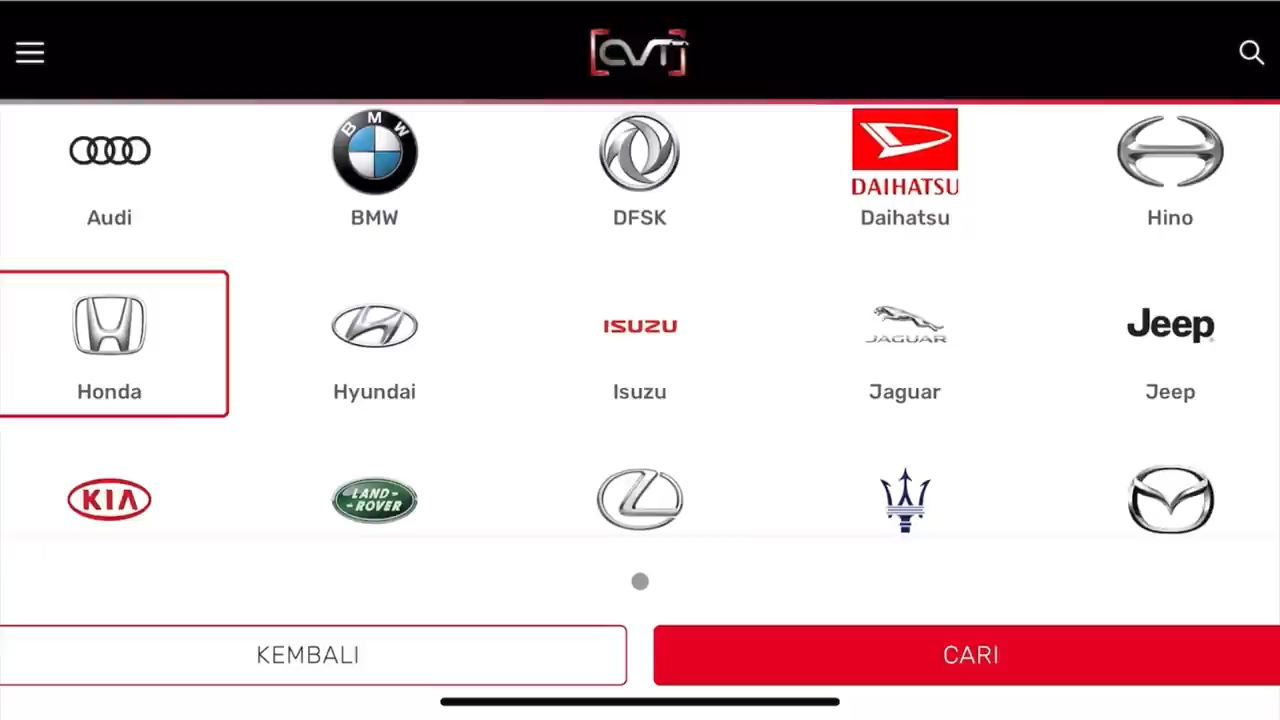 CVT
BMW
DAIHATSU
Audi
BMW
DFSK
Daihatsu
Hino
ISUZU
JAGUAR
Jeep
Honda
Hyundai
Isuzu
Jaguar
Jeep
KIA
LAND-
-ROVER
KEMBALI
CARI